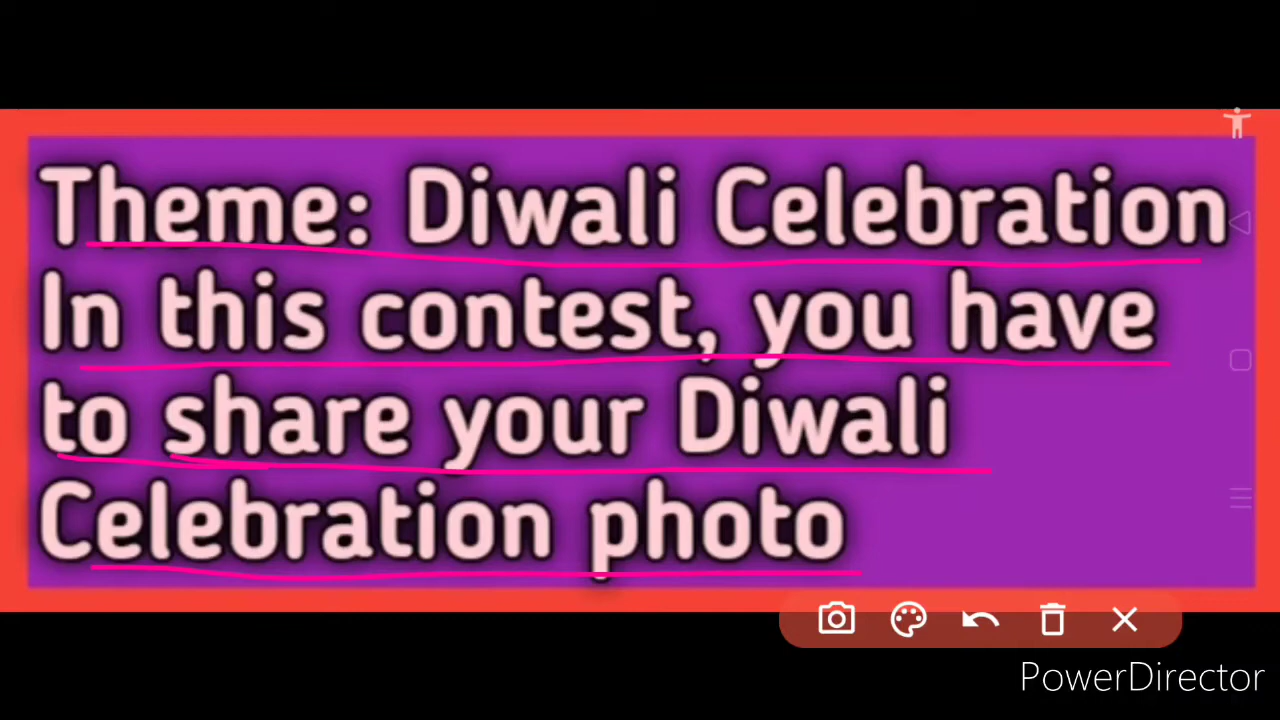 Theme: Diwali Celebration
In this contest, you have
to share your Diwali
Celebration photo
PowerDirector